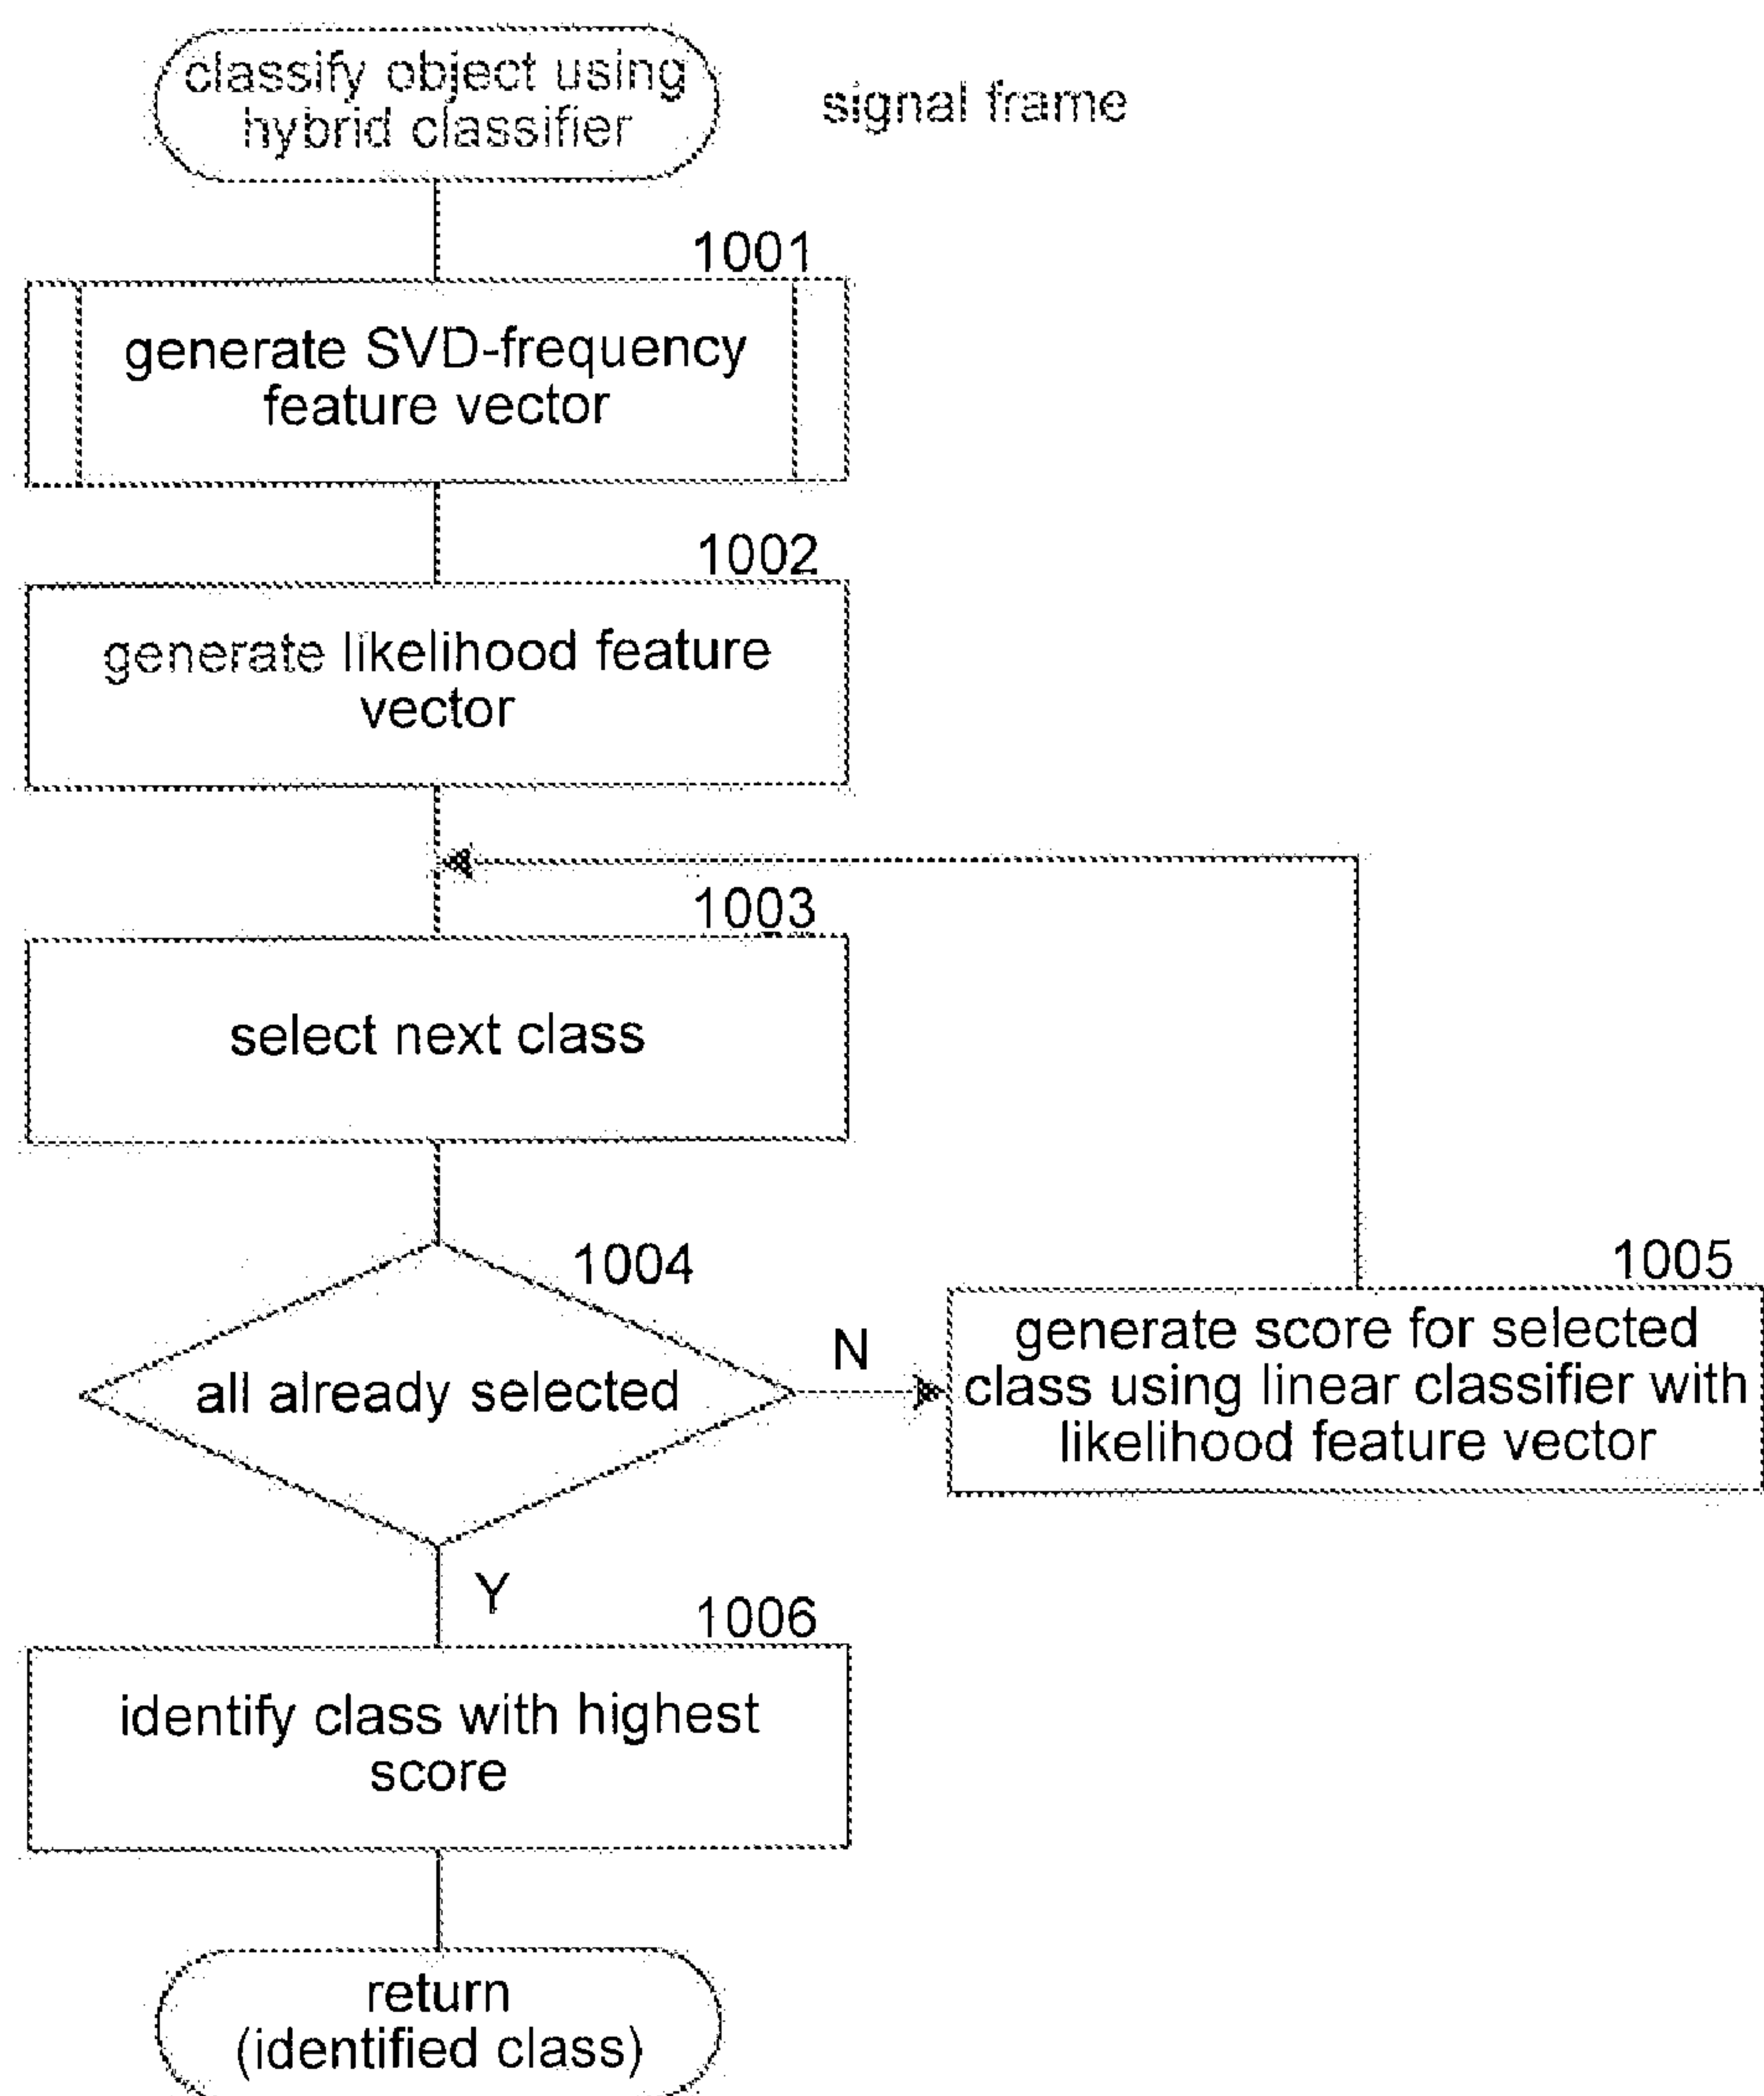 classify object using
hybrid classifier
signal frame
1001
generate SVD-frequency
feature vector
1002
generate likelihood feature
vector
1003
select next class
1004
all already selected
N
1005
generate score for selected
class using linear classifier with
likelihood feature vector
Y
1006
identify class with highest
score
return
(identified class)